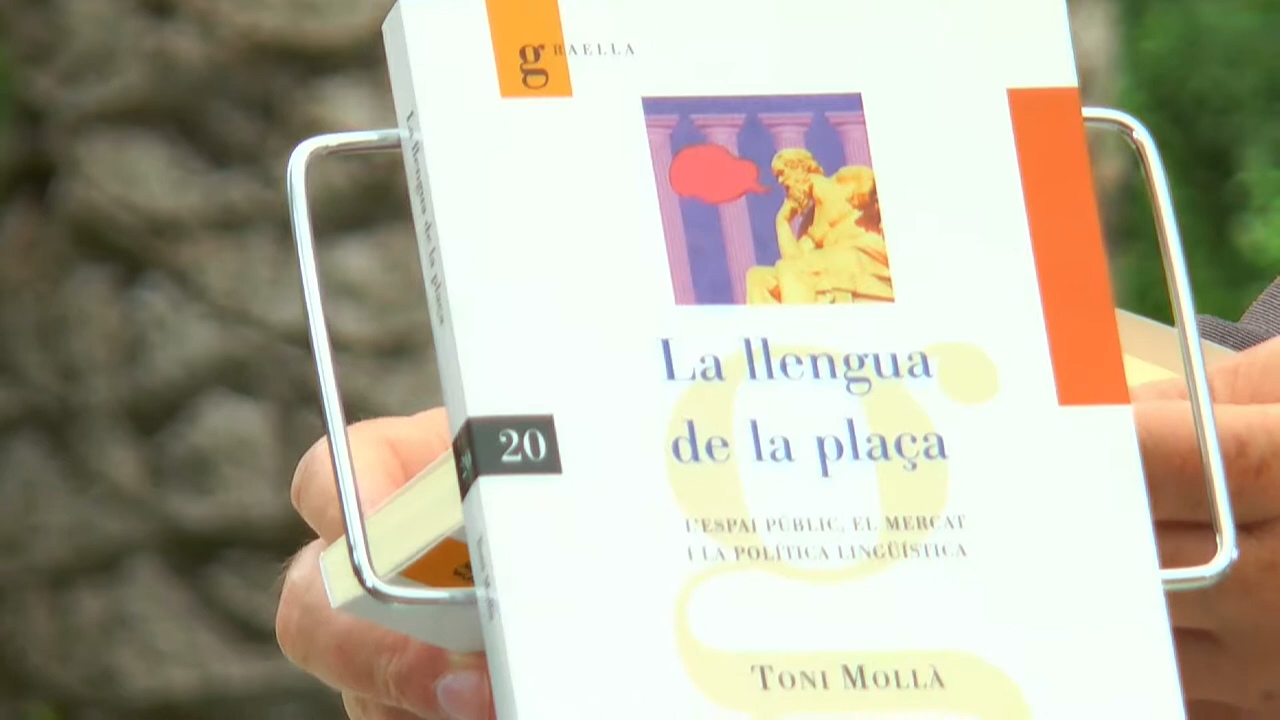 gRAELLA
La llengua
de la plaça
L'ESPAI PÚBLIC, EL MERCAT
I LA POLÍTICA LINGÜÍSTICA
TONI MOLLÀ
20
La llengua de la plaça